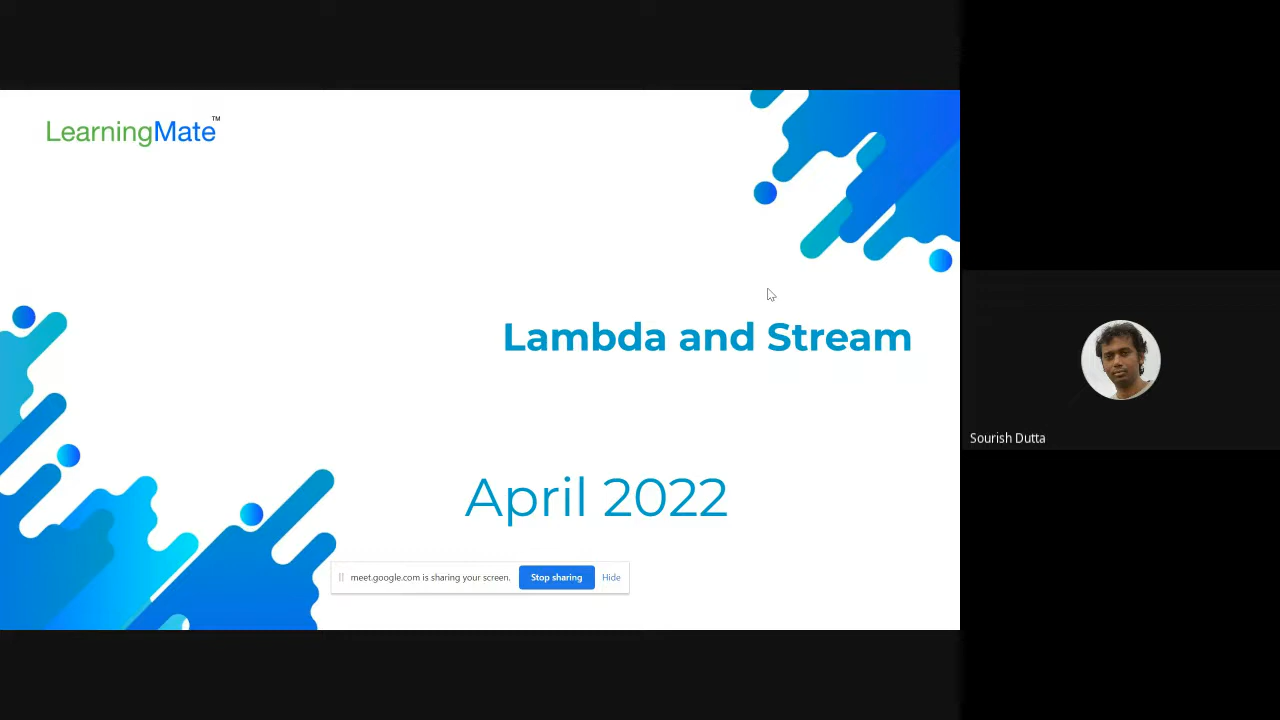 LearningMate™
Lambda and Stream
April 2022
meet.google.com is sharing your screen. Stop sharing Hide
Sourish Dutta